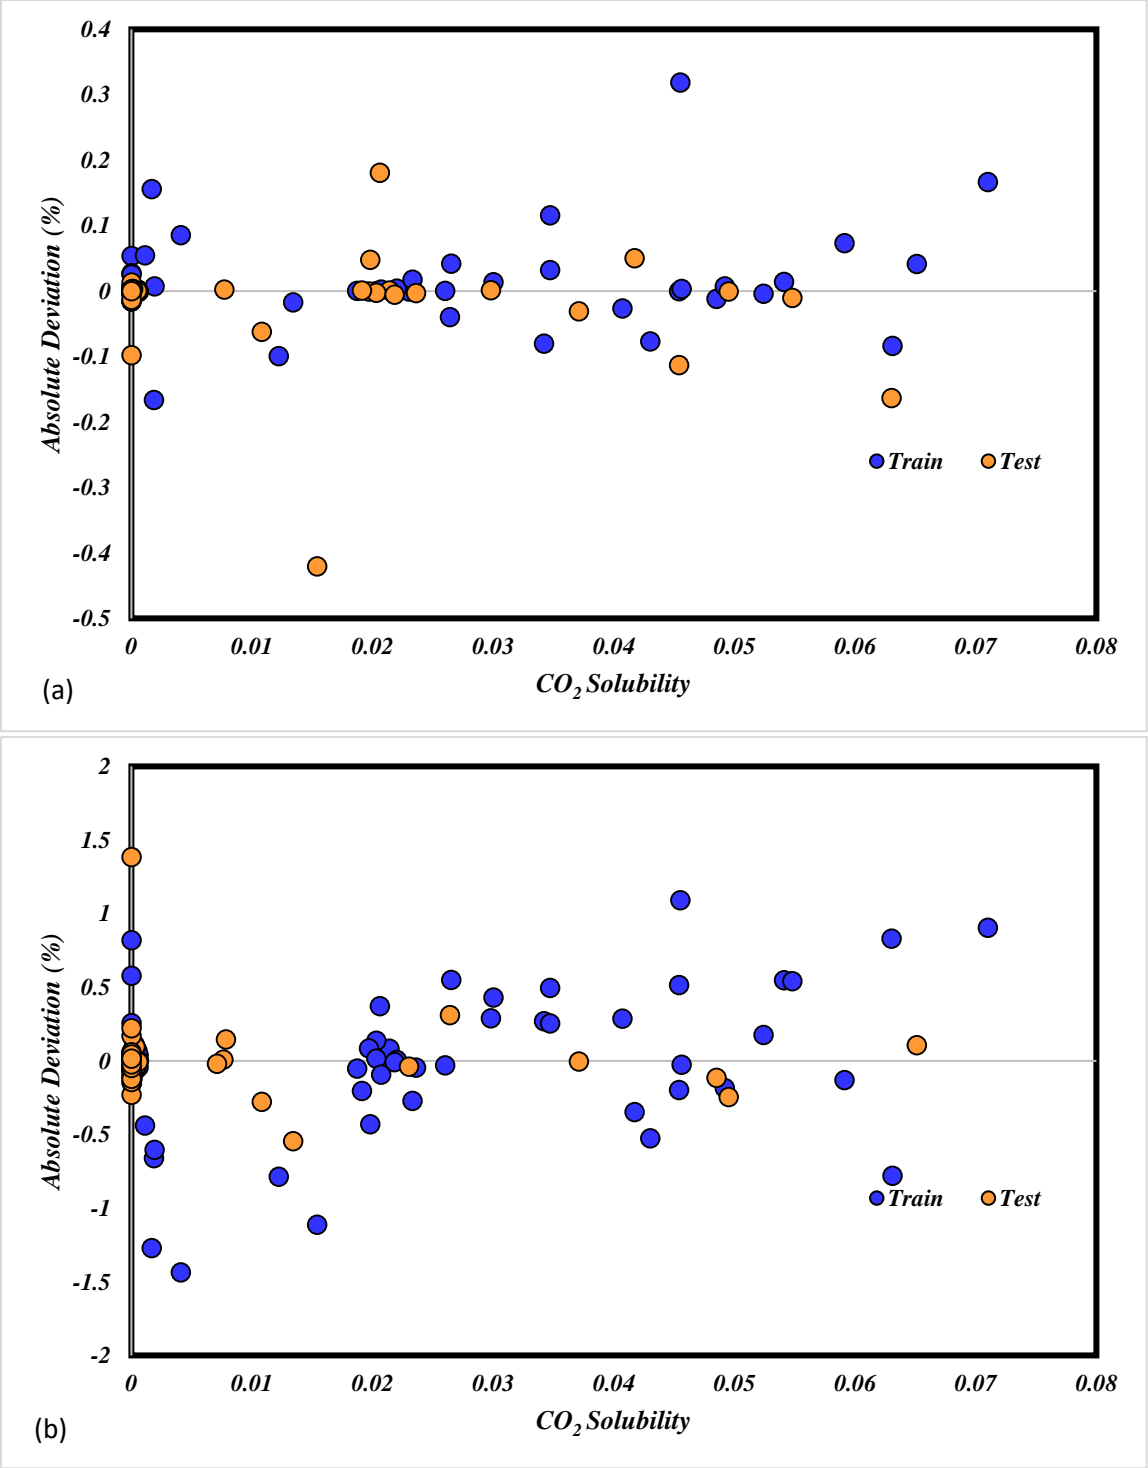 0.4
0.3
0.2
0.1
0
-0.1
-0.2
-0.3
-0.4
-0.5
Absolute Deviation (%)
Train Test
0 0.01 0.02 0.03 0.04 0.05 0.06 0.07 0.08
CO2 Solubility
(a)
2
1.5
1
0.5
0
-0.5
-1
-1.5
-2
Absolute Deviation (%)
Train Test
0 0.01 0.02 0.03 0.04 0.05 0.06 0.07 0.08
CO2 Solubility
(b)